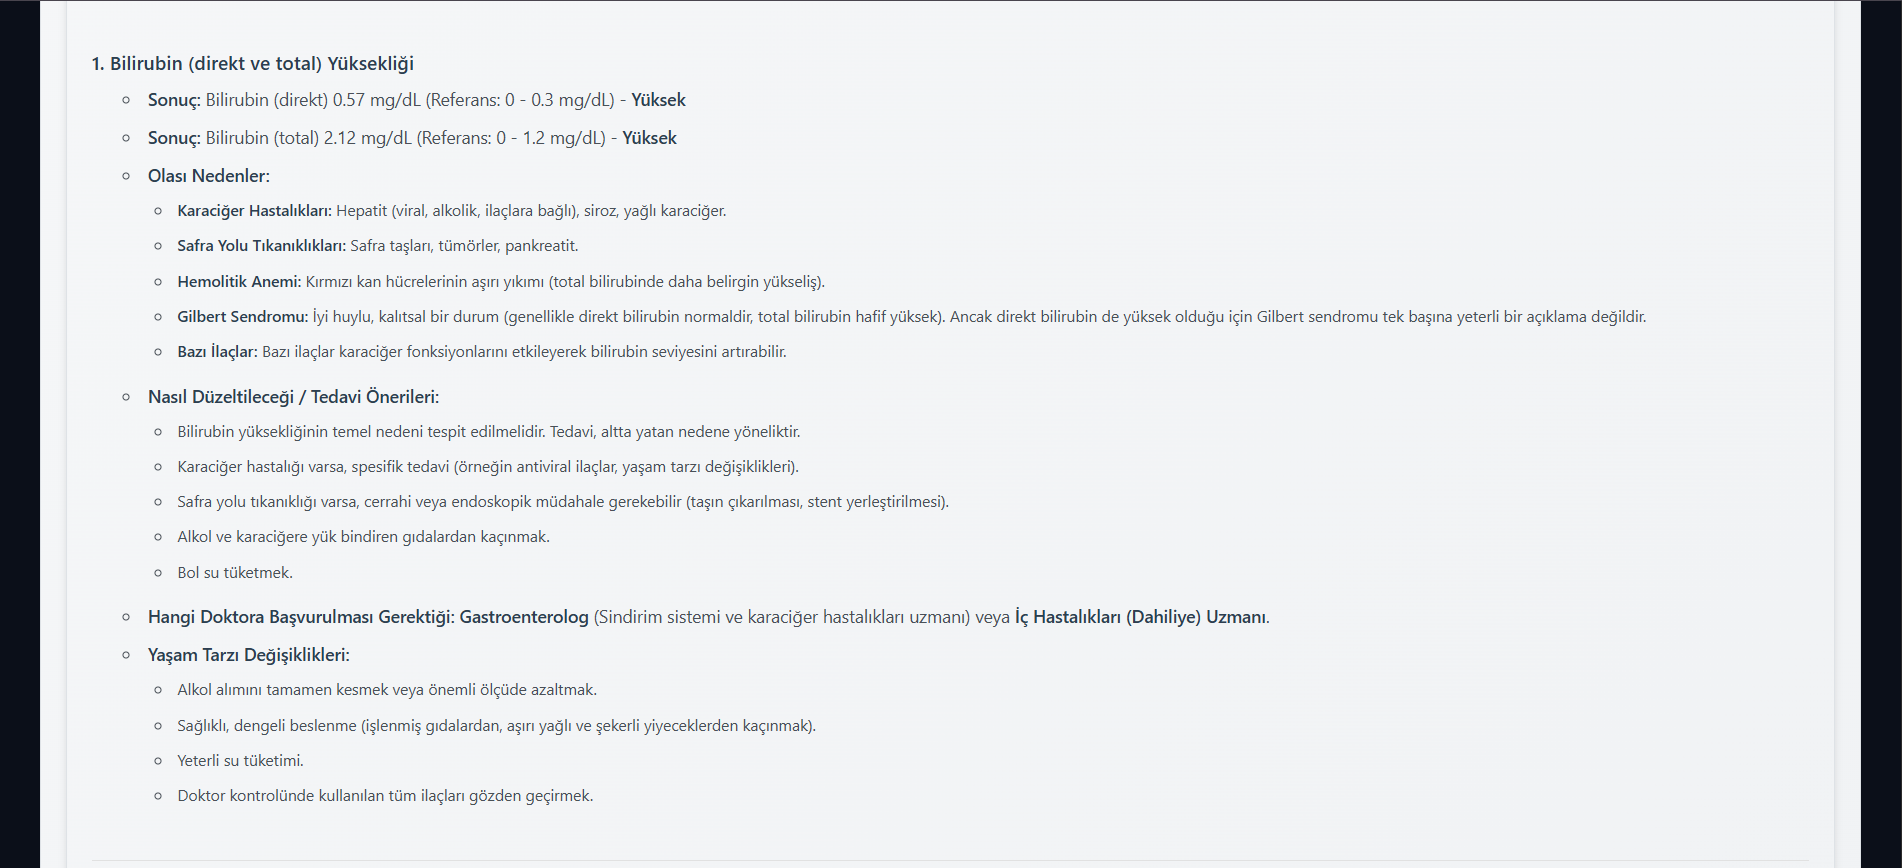 1. Bilirubin (direkt ve total) Yüksekliği
Sonuç: Bilirubin (direkt) 0.57 mg/dL (Referans: 0 - 0.3 mg/dL) - Yüksek
Sonuç: Bilirubin (total) 2.12 mg/dL (Referans: 0 - 1.2 mg/dL) - Yüksek
Olası Nedenler:
Karaciğer Hastalıkları: Hepatit (viral, alkolik, ilaçlara bağlı), siroz, yağlı karaciğer.
Safra Yolu Tıkanıklıkları: Safra taşları, tümörler, pankreatit.
Hemolitik Anemi: Kırmızı kan hücrelerinin aşırı yıkımı (total bilirubinde daha belirgin yükseliş).
Gilbert Sendromu: İyi huylu, kalıtsal bir durum (genellikle direkt bilirubin normaldir, total bilirubin hafif yüksek). Ancak direkt bilirubin de yüksek olduğu için Gilbert sendromu tek başına yeterli bir açıklama değildir.
Bazı İlaçlar: Bazı ilaçlar karaciğer fonksiyonlarını etkileyerek bilirubin seviyesini artırabilir.
Nasıl Düzeltileceği / Tedavi Önerileri:
Bilirubin yüksekliğinin temel nedeni tespit edilmelidir. Tedavi, altta yatan nedene yöneliktir.
Karaciğer hastalığı varsa, spesifik tedavi (örneğin antiviral ilaçlar, yaşam tarzı değişiklikleri).
Safra yolu tıkanıklığı varsa, cerrahi veya endoskopik müdahale gerekebilir (taşın çıkarılması, stent yerleştirilmesi).
Alkol ve karaciğere yük bindiren gıdalardan kaçınmak.
Bol su tüketmek.
Hangi Doktora Başvurulması Gerektiği: Gastroenterolog (Sindirim sistemi ve karaciğer hastalıkları uzmanı) veya İç Hastalıkları (Dahiliye) Uzmanı.
Yaşam Tarzı Değişiklikleri:
Alkol alımını tamamen kesmek veya önemli ölçüde azaltmak.
Sağlıklı, dengeli beslenme (işlenmiş gıdalardan, aşırı yağlı ve şekerli yiyeceklerden kaçınmak).
Yeterli su tüketimi.
Doktor kontrolünde kullanılan tüm ilaçları gözden geçirmek.